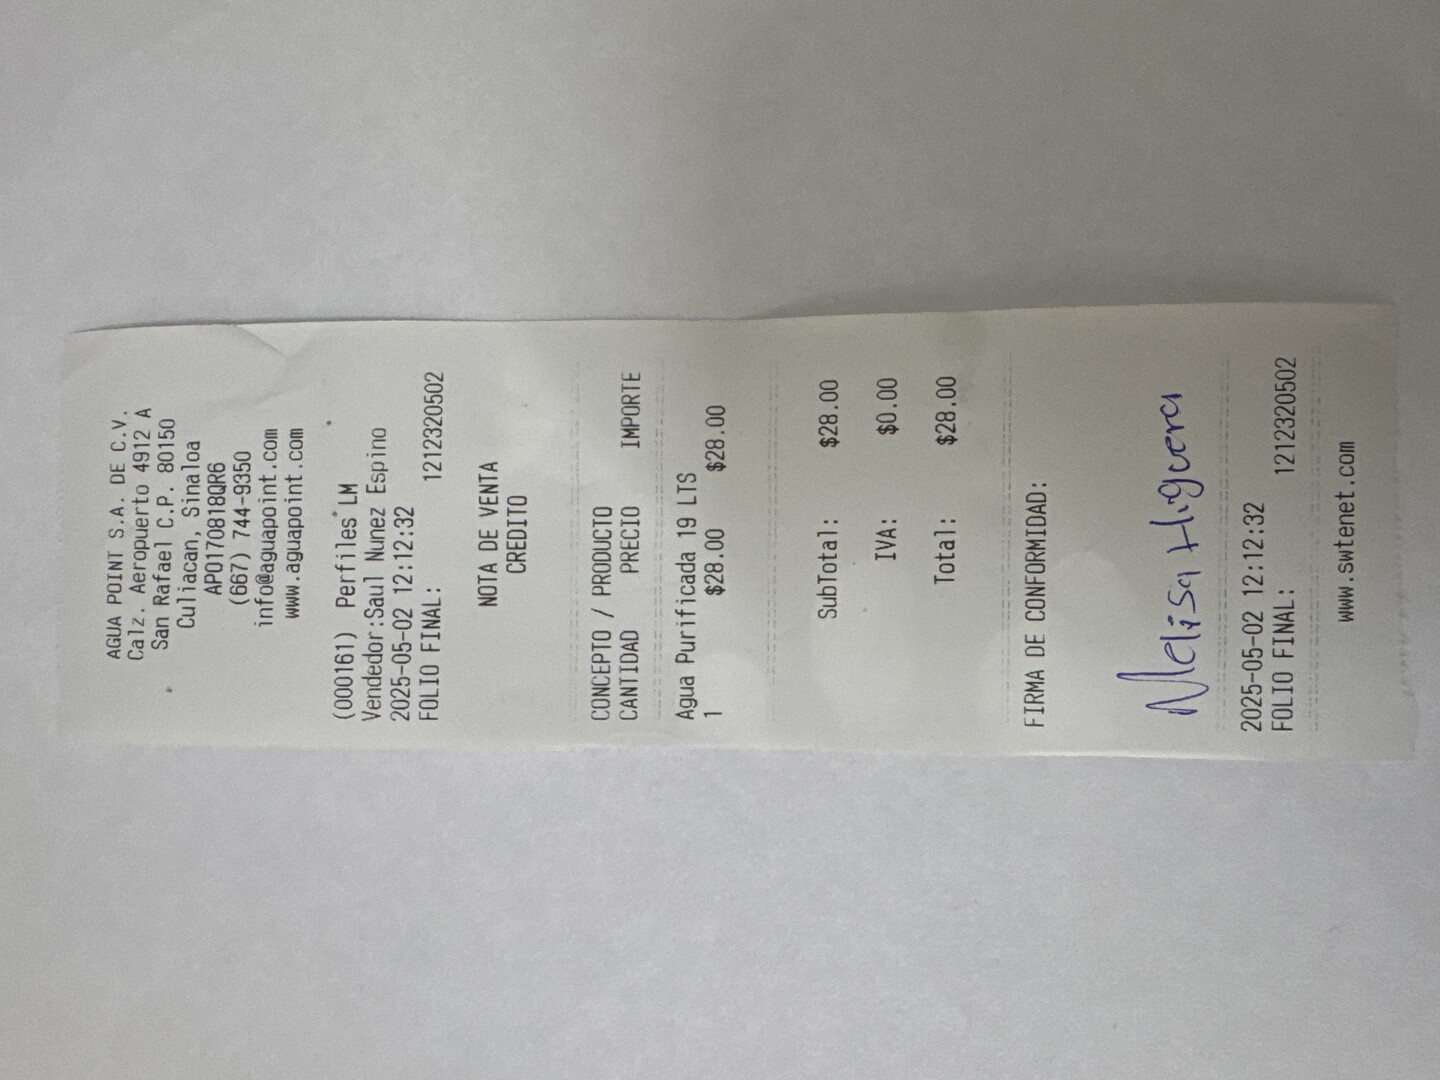 AGUA POINT S.A. DE C.V.
Calz. Aeropuerto 4912 A
San Rafael C.P. 80150
Culiacan, Sinaloa
APO170818QR6
(667) 744-9350
info@aguapoint.com
www.aguapoint.com
(000161) Perfiles LM
Vendedor:Saul Nunez Espino
2025-05-02 12:12:32
FOLIO FINAL: 1212320502
NOTA DE VENTA
CREDITO
CONCEPTO / PRODUCTO
CANTIDAD PRECIO IMPORTE
Agua Purificada 19 LTS
1 $28.00 $28.00
SubTotal: $28.00
IVA: $0.00
Total: $28.00
FIRMA DE CONFORMIDAD:
Melisa Higuera
2025-05-02 12:12:32
FOLIO FINAL: 1212320502
www.swtenet.com